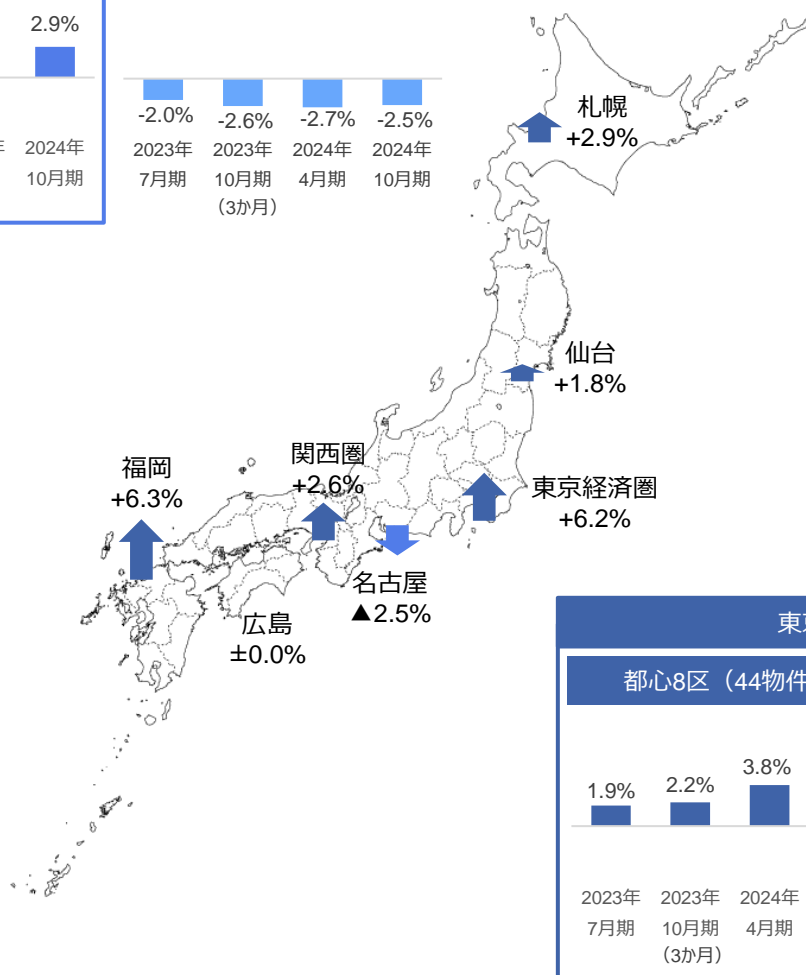 2.9%
2024年
10月期
-2.0%
-2.6%
-2.7%
-2.5%
2023年
7月期
2023年
10月期
（3か月）
2024年
4月期
2024年
10月期
札幌
+2.9%
仙台
+1.8%
東京経済圏
+6.2%
関西圏
+2.6%
福岡
+6.3%
名古屋
▲2.5%
広島
±0.0%
都心8区（44物件
1.9%
2.2%
3.8%
2023年
7月期
2023年
10月期
（3か月）
2024年
4月期